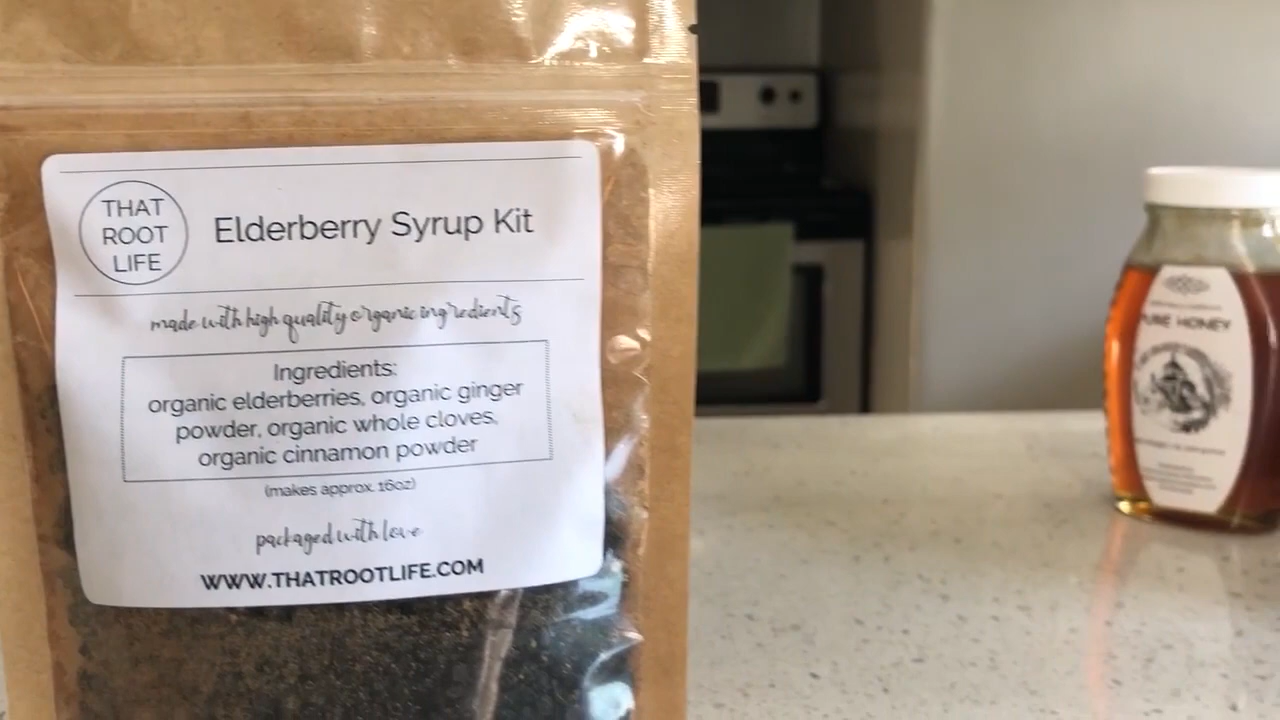 THAT
ROOT
LIFE
Elderberry Syrup Kit
made with high quality organic ingredients
Ingredients:
organic elderberries, organic ginger
powder, organic whole cloves,
organic cinnamon powder
(makes approx. 16oz)
packaged with love
WWW.THATROOTLIFE.COM
PURE HONEY